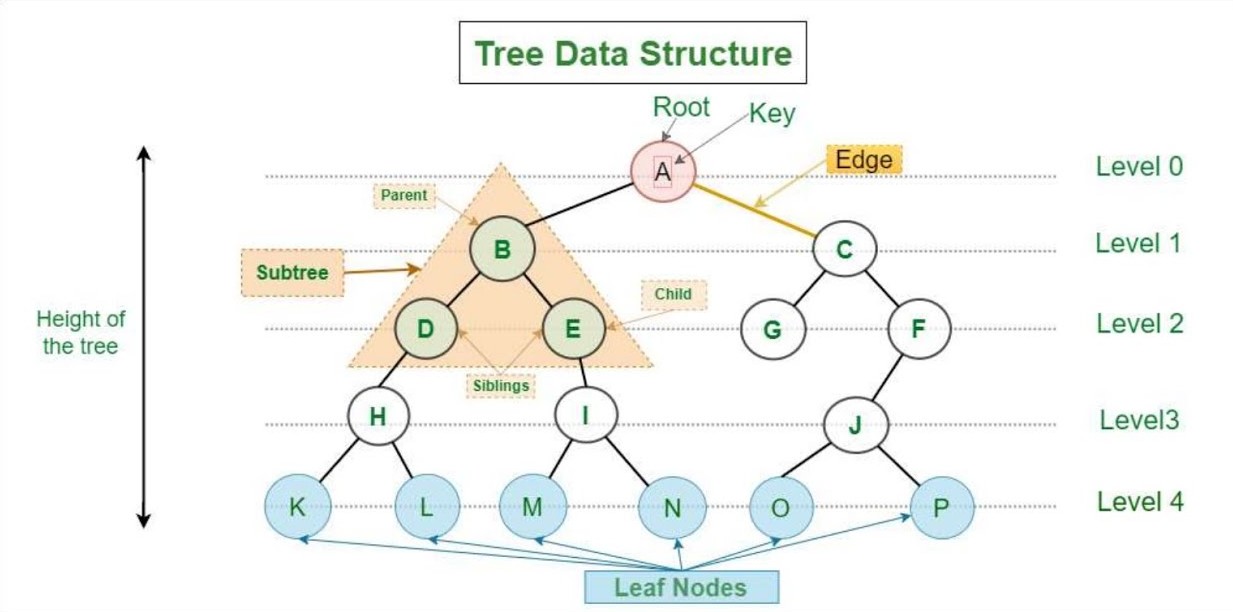 Tree Data Structure
Root
Key
A
Edge
Level 0
Parent
B
C
Level 1
Subtree
Child
D
E
G
F
Level 2
Height of
the tree
Siblings
H
I
J
Level3
K
L
M
N
O
P
Level 4
Leaf Nodes